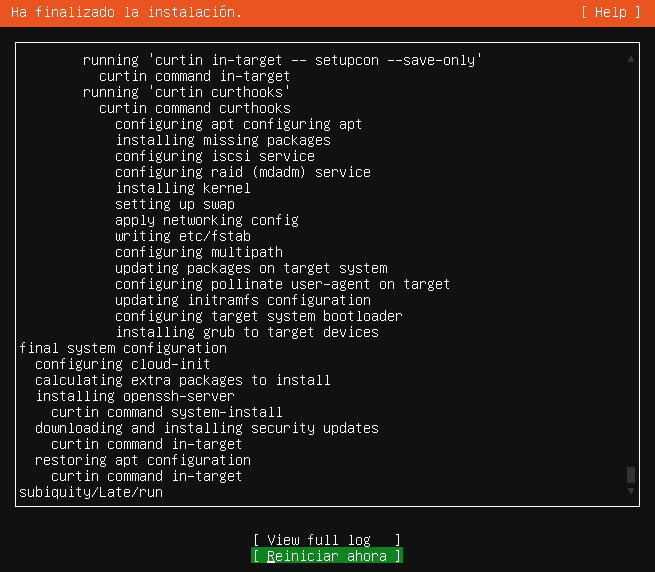 Ha finalizado la instalación. [ Help ]
running 'curtin in-target -- setupcon --save-only'
curtin command in-target
running 'curtin curthooks'
curtin command curthooks
configuring apt configuring apt
installing missing packages
configuring iscsi service
configuring raid (mdadm) service
installing kernel
setting up swap
apply networking config
writing etc/fstab
configuring multipath
updating packages on target system
configuring pollinate user-agent on target
updating initramfs configuration
configuring target system bootloader
installing grub to target devices
final system configuration
configuring cloud-init
calculating extra packages to install
installing openssh-server
curtin command system-install
downloading and installing security updates
curtin command in-target
restoring apt configuration
curtin command in-target
subiquity/Late/run
[ View full log ]
[ Reiniciar ahora ]